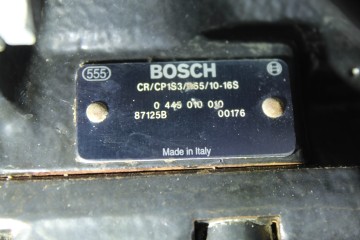 555 BOSCH
CR/CP1S3/R65/10-16S
0 445 010 010
87125B 00176
Made in Italy